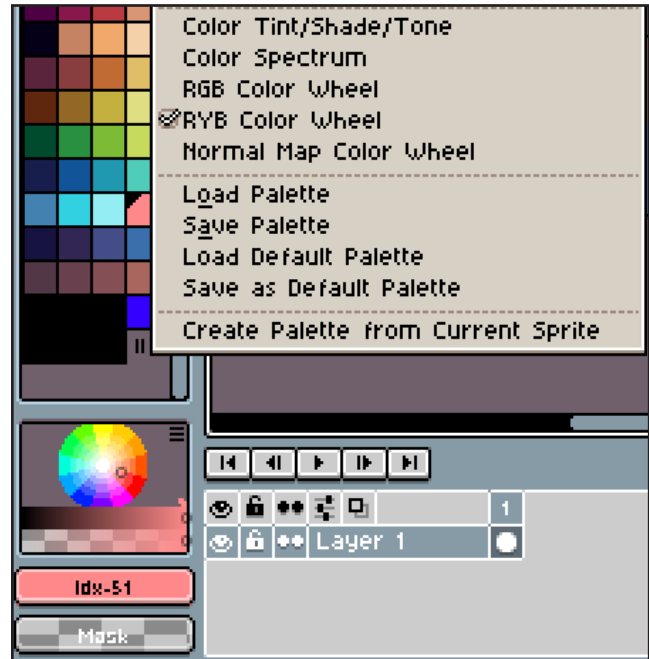 Color Tint/Shade/Tone
Color Spectrum
RGB Color Wheel
RYB Color Wheel
Normal Map Color Wheel
Load Palette
Save Palette
Load Default Palette
Save as Default Palette
Create Palette from Current Sprite
1
Layer 1
Idx-51
Mask